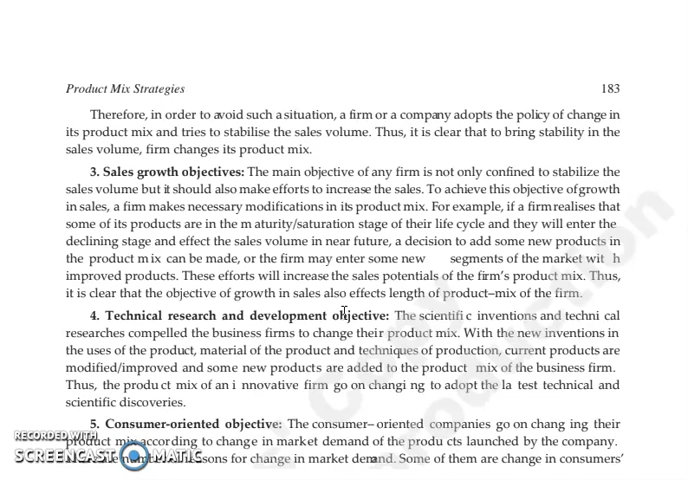 Product Mix Strategies 183
Therefore, in order to avoid such a situation, a firm or a company adopts the policy of change in
its product mix and tries to stabilise the sales volume. Thus, it is clear that to bring stability in the
sales volume, firm changes its product mix.
3. Sales growth objectives: The main objective of any firm is not only confined to stabilize the
sales volume but it should also make efforts to increase the sales. To achieve this objective of growth
in sales, a firm makes necessary modifications in its product mix. For example, if a firm realises that
some of its products are in the m aturity/saturation stage of their life cycle and they will enter the
declining stage and effect the sales volume in near future, a decision to add some new products in
the product m ix can be made, or the firm may enter some new segments of the market wit h
improved products. These efforts will increase the sales potentials of the firm's product mix. Thus,
it is clear that the objective of growth in sales also effects length of product–mix of the firm.
4. Technical research and development objective: The scientifi c inventions and techni cal
researches compelled the business firms to change their product mix. With the new inventions in
the uses of the product, material of the product and techniques of production, current products are
modified/improved and some new products are added to the product mix of the business firm.
Thus, the produ ct mix of an i nnovative firm go on changi ng to adopt the la test technical and
scientific discoveries.
5. Consumer-oriented objective: The consumer– oriented companies go on chang ing their
product mix according to change in market demand of the produ cts launched by the company.
reasons for change in market demand. Some of them are change in consumers'
RECORDED WITH
SCREENCAST MATIC
copy
production